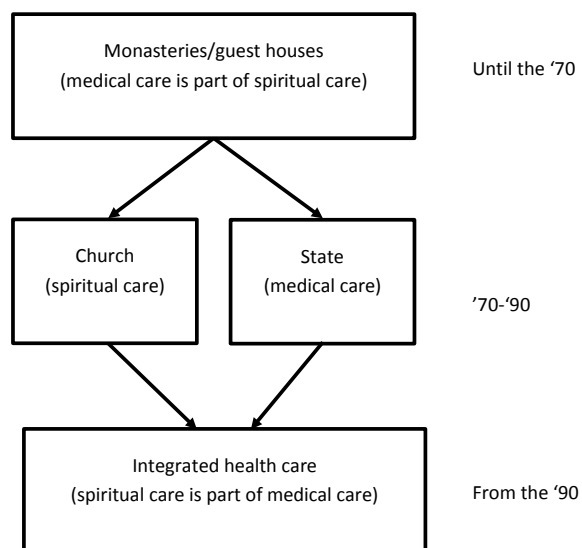 Monasteries/guest houses
(medical care is part of spiritual care)
Until the ‘70
Church
(spiritual care)
State
(medical care)
’70-‘90
Integrated health care
(spiritual care is part of medical care)
From the ‘90